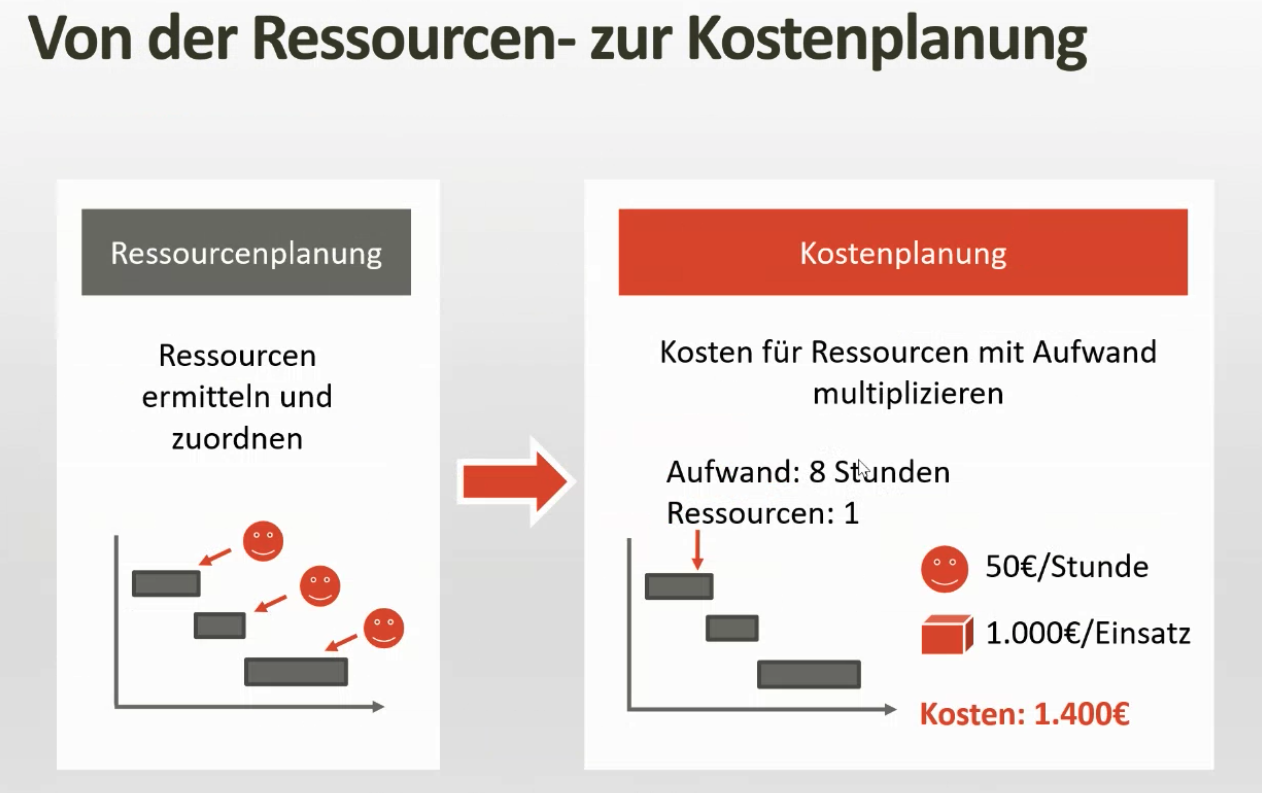 Von der Ressourcen- zur Kostenplanung
Ressourcenplanung
Ressourcen
ermitteln und
zuordnen
Kostenplanung
Kosten für Ressourcen mit Aufwand
multiplizieren
Aufwand: 8 Stunden
Ressourcen: 1
50€/Stunde
1.000€/Einsatz
Kosten: 1.400€